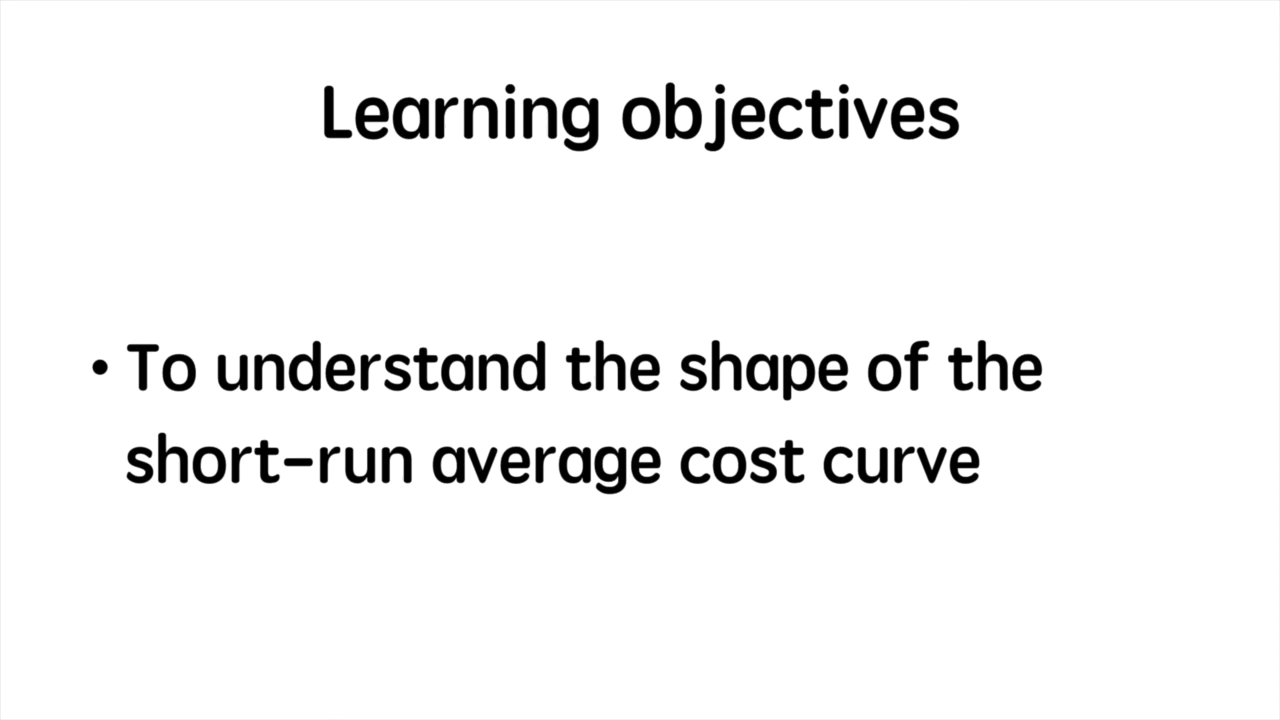 Learning objectives
• To understand the shape of the
short-run average cost curve